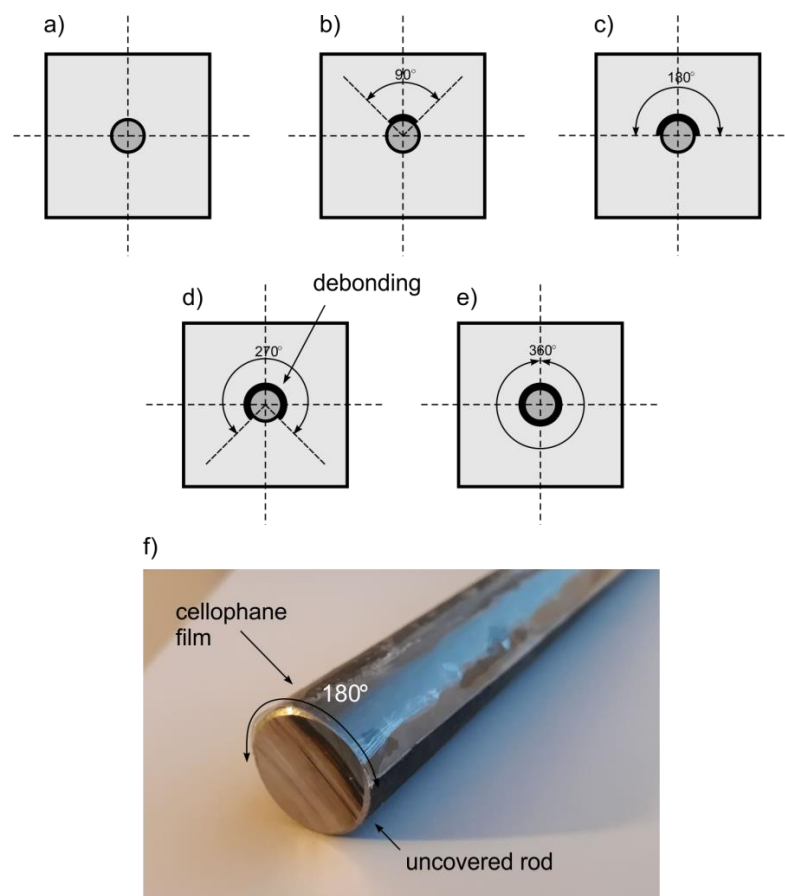 a)
b)
c)
90°
180°
d)
debonding
e)
270°
360°
f)
cellophane
film
180°
uncovered rod